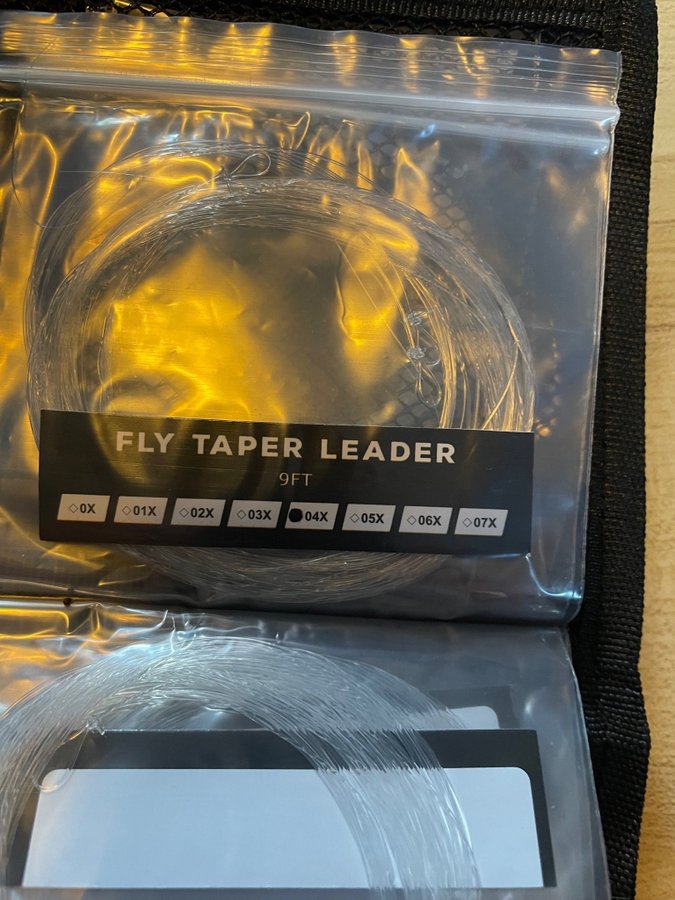 FLY TAPER LEADER
9FT
◇0X ◇01X ◇02X ◇03X ●04X ◇05X ◇06X ◇07X